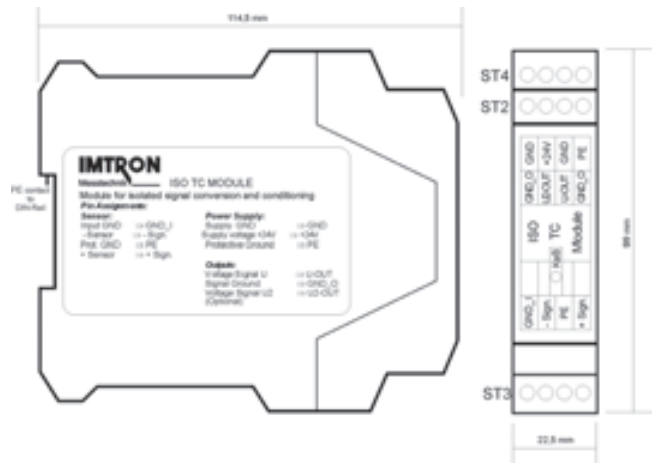 114,5 mm
IMTRON
Messtechnik ISO TC MODULE
Module for isolated signal conversion and conditioning
Pin Assignments:
Sensor:
Input GND ⇒ GND_I
- Sensor ⇒ - Sign.
Prot. GND ⇒ PE
+ Sensor ⇒ + Sign.
Power Supply:
Supply GND ⇒ GND
Supply voltage +24V ⇒ +24V
Protective Ground ⇒ PE
Outputs:
Voltage Signal U ⇒ U-OUT
Signal Ground ⇒ GND_O
Voltage Signal U2 ⇒ U2-OUT
(Optional)
PE contact
to
DIN-Rail
ST4
ST2
GND +24V GND PE
GND_O U2-OUT U-OUT GND_O
ISO TC Module
GND_I - Sign. PE + Sign.
ST3
99 mm
22,5 mm